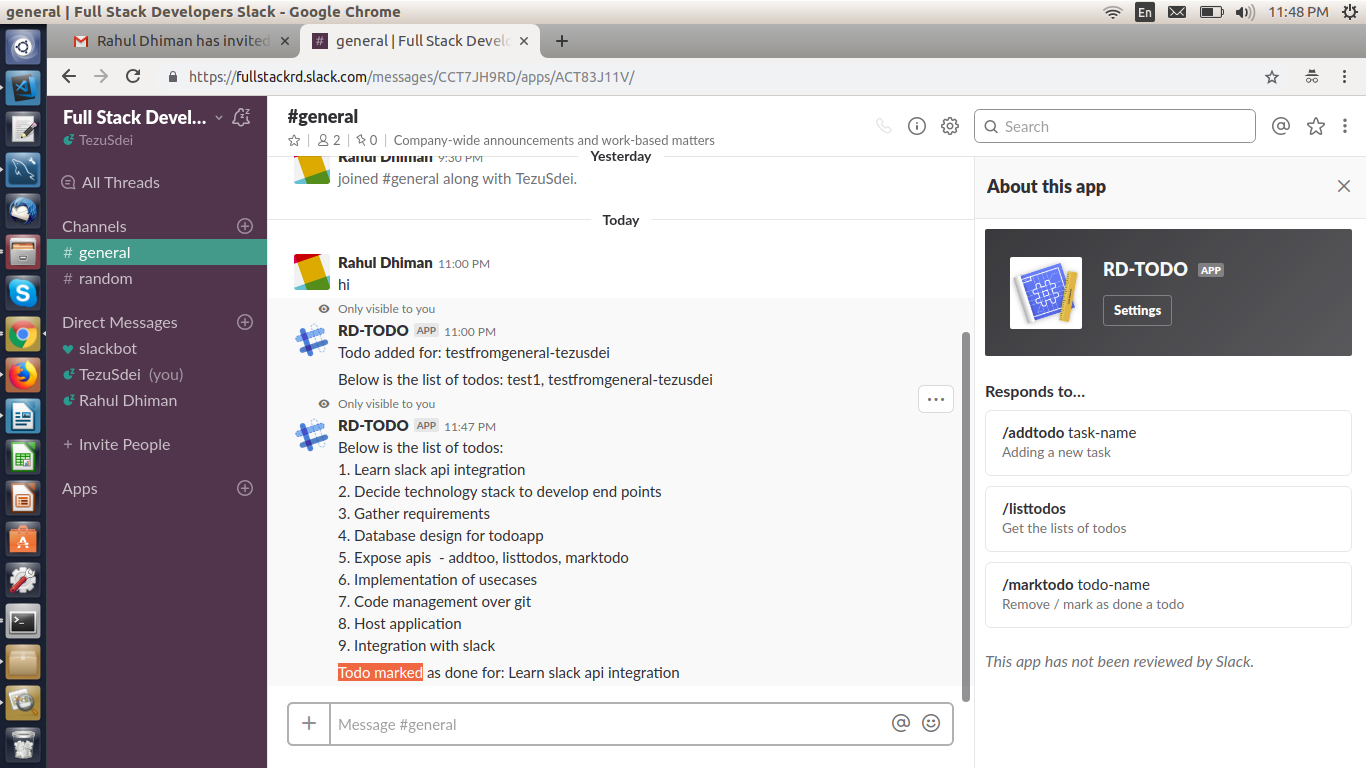 general | Full Stack Developers Slack - Google Chrome
En
11:48 PM
Rahul Dhiman has invited
general | Full Stack Develo
https://fullstackrd.slack.com/messages/CCT7JH9RD/apps/ACT83J11V/
Full Stack Devel...
TezuSdei
All Threads
Channels
# general
# random
Direct Messages
slackbot
TezuSdei (you)
Rahul Dhiman
+ Invite People
Apps
#general
2
0
Company-wide announcements and work-based matters
Search
Rahul Dhiman 9:30 PM
Yesterday
joined #general along with TezuSdei.
Today
Rahul Dhiman 11:00 PM
hi
Only visible to you
RD-TODO APP 11:00 PM
Todo added for: testfromgeneral-tezusdei
Below is the list of todos: test1, testfromgeneral-tezusdei
Only visible to you
RD-TODO APP 11:47 PM
Below is the list of todos:
1. Learn slack api integration
2. Decide technology stack to develop end points
3. Gather requirements
4. Database design for todoapp
5. Expose apis  - addtoo, listtodos, marktodo
6. Implementation of usecases
7. Code management over git
8. Host application
9. Integration with slack
Todo marked as done for: Learn slack api integration
Message #general
About this app
RD-TODO APP
Settings
Responds to...
/addtodo task-name
Adding a new task
/listtodos
Get the lists of todos
/marktodo todo-name
Remove / mark as done a todo
This app has not been reviewed by Slack.